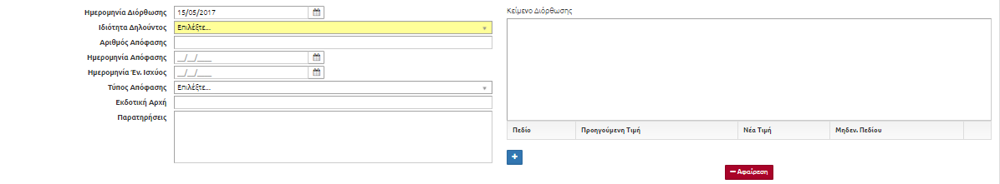 Ημερομηνία Διόρθωσης 15/05/2017
Ιδιότητα Δηλούντος Επιλέξτε...
Αριθμός Απόφασης
Ημερομηνία Απόφασης __/__/____
Ημερομηνία Έν. Ισχύος __/__/____
Τύπος Απόφασης Επιλέξτε...
Εκδοτική Αρχή
Παρατηρήσεις
Κείμενο Διόρθωσης
Πεδίο Προηγούμενη Τιμή Νέα Τιμή Μηδεν. Πεδίου
+
− Αφαίρεση